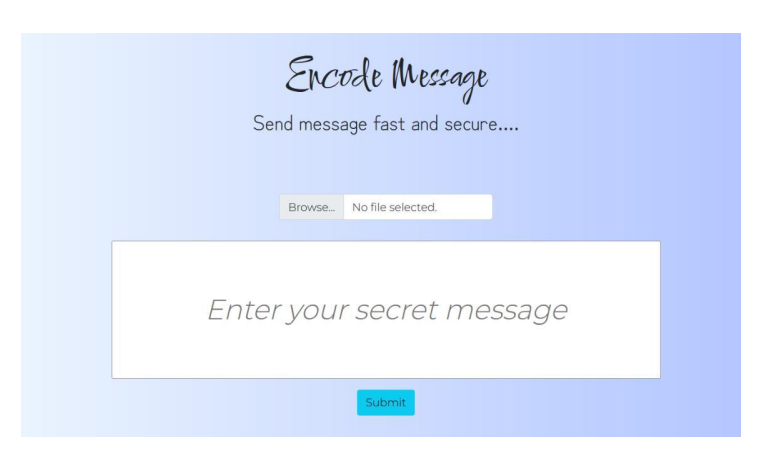 Encode Message
Send message fast and secure....
Browse... No file selected.
Enter your secret message
Submit